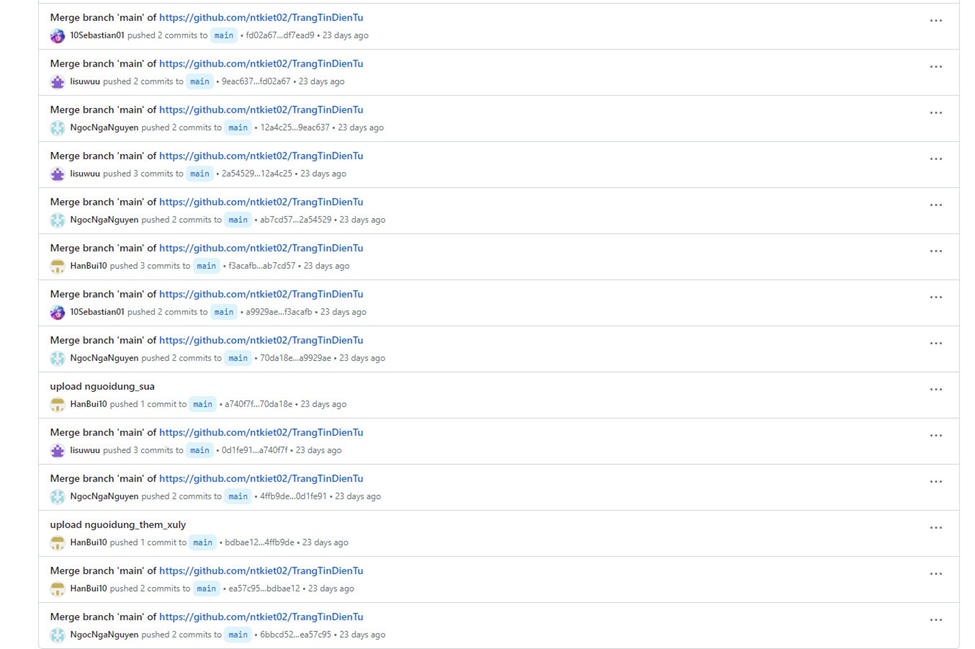 Merge branch 'main' of https://github.com/ntkiet02/TrangTinDienTu
10Sebastian01 pushed 2 commits to main • fd02a67...df7ead9 • 23 days ago
Merge branch 'main' of https://github.com/ntkiet02/TrangTinDienTu
lisuwuu pushed 2 commits to main • 9eac637...fd02a67 • 23 days ago
Merge branch 'main' of https://github.com/ntkiet02/TrangTinDienTu
NgocNgaNguyen pushed 2 commits to main • 12a4c25...9eac637 • 23 days ago
Merge branch 'main' of https://github.com/ntkiet02/TrangTinDienTu
lisuwuu pushed 3 commits to main • 2a54529...12a4c25 • 23 days ago
Merge branch 'main' of https://github.com/ntkiet02/TrangTinDienTu
NgocNgaNguyen pushed 2 commits to main • ab7cd57...2a54529 • 23 days ago
Merge branch 'main' of https://github.com/ntkiet02/TrangTinDienTu
HanBui10 pushed 3 commits to main • f3acafb...ab7cd57 • 23 days ago
Merge branch 'main' of https://github.com/ntkiet02/TrangTinDienTu
10Sebastian01 pushed 2 commits to main • a9929ae...f3acafb • 23 days ago
Merge branch 'main' of https://github.com/ntkiet02/TrangTinDienTu
NgocNgaNguyen pushed 2 commits to main • 70da18e...a9929ae • 23 days ago
upload nguoidung_sua
HanBui10 pushed 1 commit to main • a740f7f...70da18e • 23 days ago
Merge branch 'main' of https://github.com/ntkiet02/TrangTinDienTu
lisuwuu pushed 3 commits to main • 0d1fe91...a740f7f • 23 days ago
Merge branch 'main' of https://github.com/ntkiet02/TrangTinDienTu
NgocNgaNguyen pushed 2 commits to main • 4ffb9de...0d1fe91 • 23 days ago
upload nguoidung_them_xuly
HanBui10 pushed 1 commit to main • bdbae12...4ffb9de • 23 days ago
Merge branch 'main' of https://github.com/ntkiet02/TrangTinDienTu
HanBui10 pushed 2 commits to main • ea57c95...bdbae12 • 23 days ago
Merge branch 'main' of https://github.com/ntkiet02/TrangTinDienTu
NgocNgaNguyen pushed 2 commits to main • 6bbcd52...ea57c95 • 23 days ago